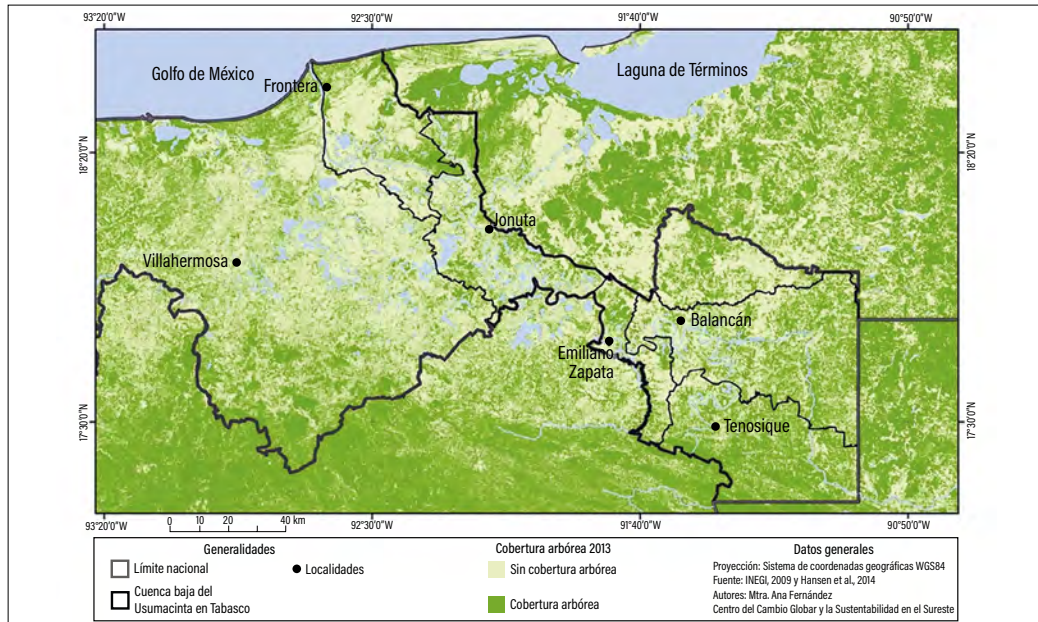 93°20'0"W 92°30'0"W 91°40'0"W 90°50'0"W
Golfo de México
Laguna de Términos
Frontera
18°20'0"N 18°20'0"N
Jonuta
Villahermosa
Balancán
Emiliano
Zapata
17°30'0"N 17°30'0"N
Tenosique
93°20'0"W 92°30'0"W 91°40'0"W 90°50'0"W
0 10 20 40 km
Generalidades
Límite nacional
Localidades
Cuenca baja del
Usumacinta en Tabasco
Cobertura arbórea 2013
Sin cobertura arbórea
Cobertura arbórea
Datos generales
Proyección: Sistema de coordenadas geográficas WGS84
Fuente: INEGI, 2009 y Hansen et al., 2014
Autores: Mtra. Ana Fernández
Centro del Cambio Globar y la Sustentabilidad en el Sureste